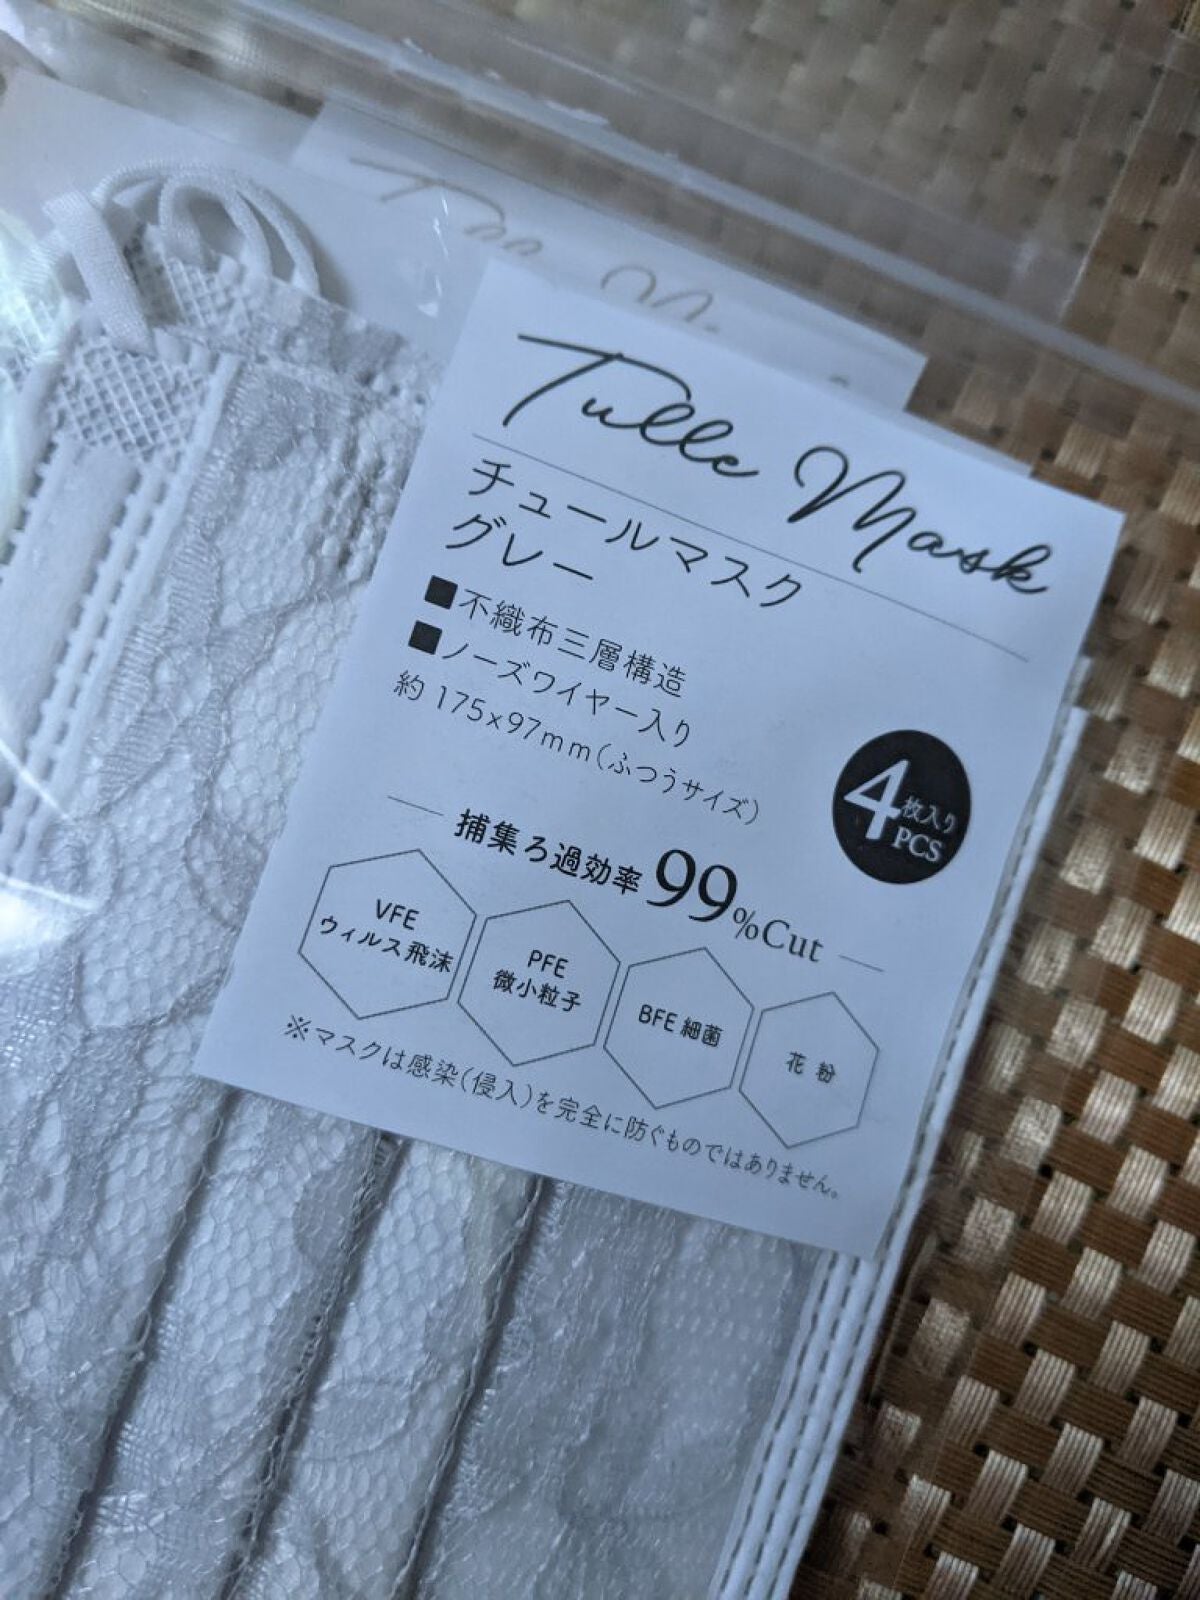 Tulle Mask
チュールマスク
グレー
■不織布三層構造
■ノーズワイヤー入り
約 175x97mm(ふつうサイズ)
4枚入り
PCS
捕集ろ過効率99%Cut
VFE
ウィルス飛沫
PFE
微小粒子
BFE 細菌
花 粉
※マスクは感染(侵入)を完全に防ぐものではありません。